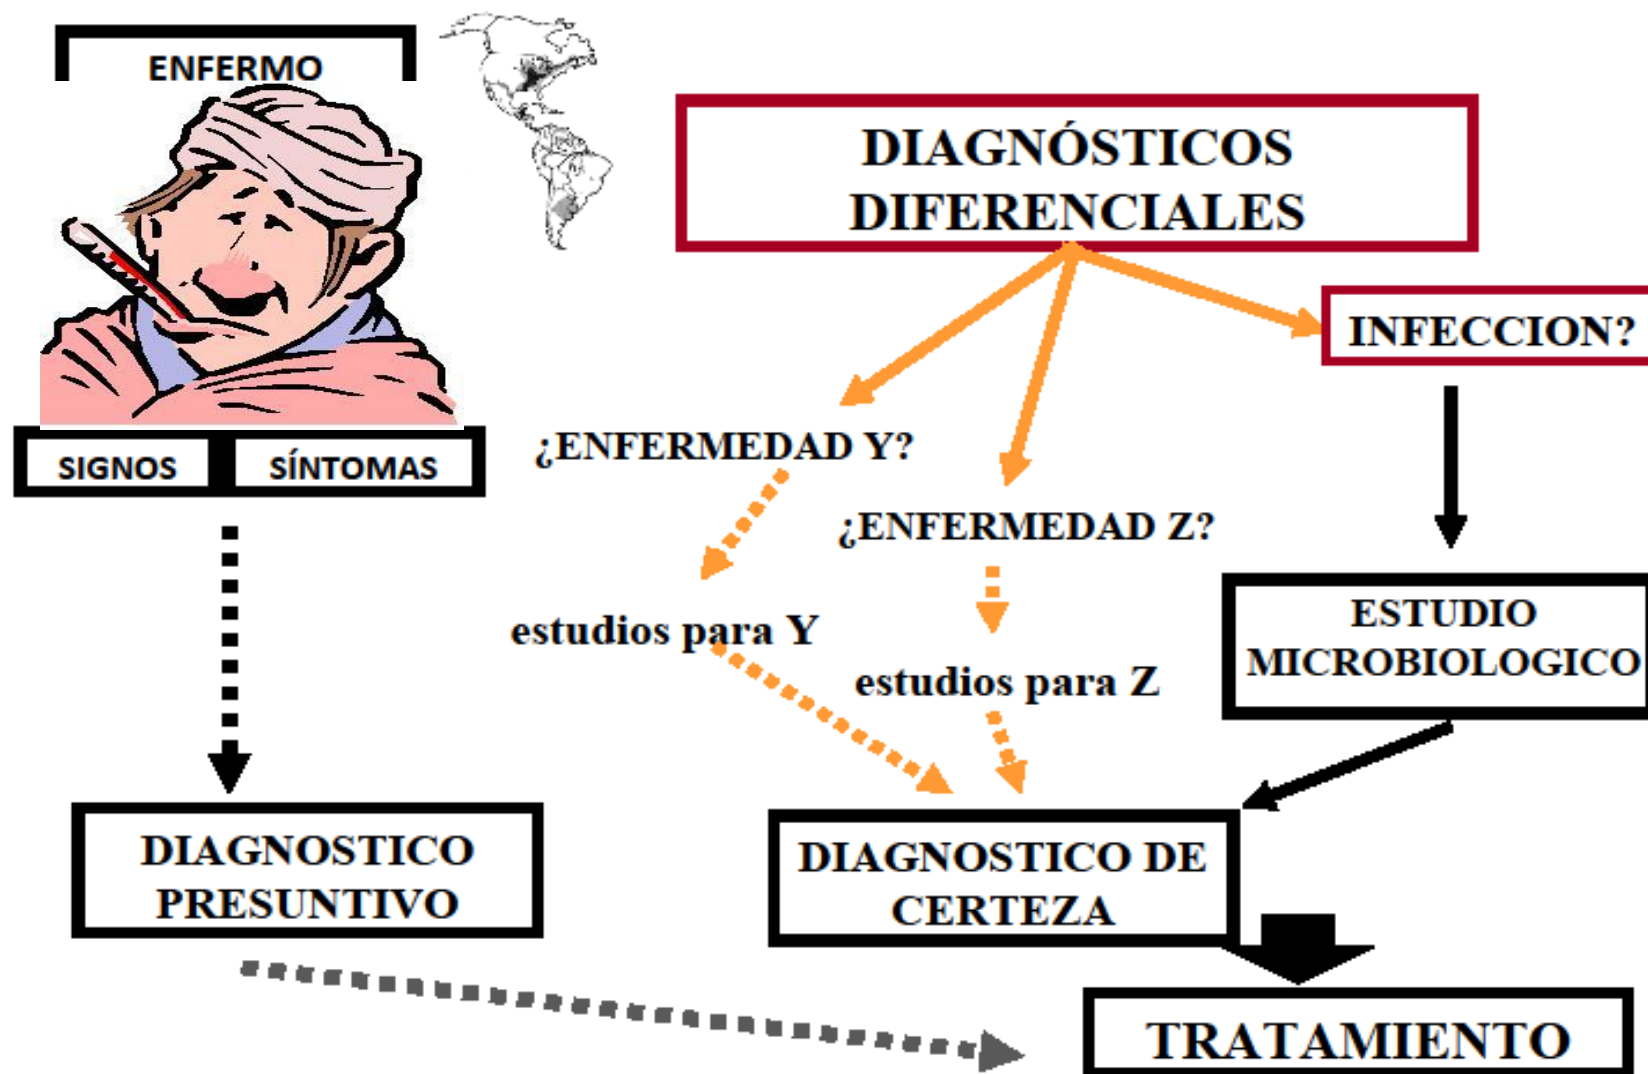 ENFERMO
SIGNOS
SÍNTOMAS
DIAGNOSTICO
PRESUNTIVO
DIAGNÓSTICOS
DIFERENCIALES
INFECCION?
¿ENFERMEDAD Y?
¿ENFERMEDAD Z?
estudios para Y
estudios para Z
ESTUDIO
MICROBIOLOGICO
DIAGNOSTICO DE
CERTEZA
TRATAMIENTO